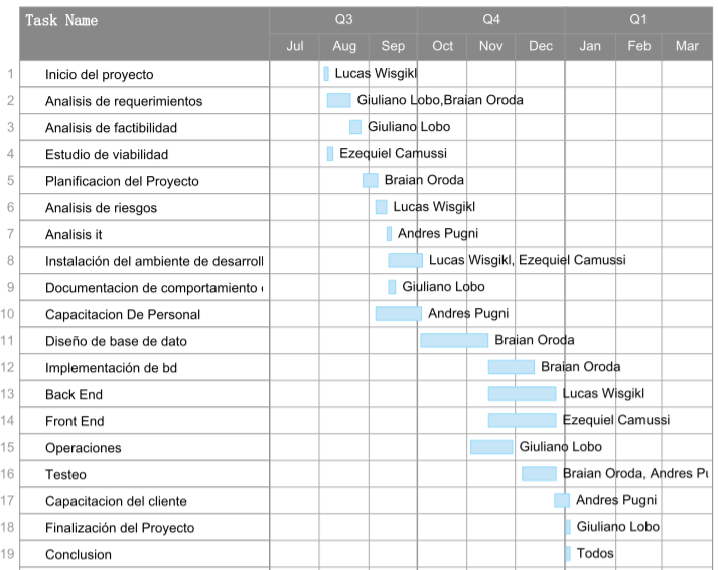 Task Name Q3 Q4 Q1
Jul Aug Sep Oct Nov Dec Jan Feb Mar
1 Inicio del proyecto Lucas Wisgikl
2 Analisis de requerimientos Giuliano Lobo,Braian Oroda
3 Analisis de factibilidad Giuliano Lobo
4 Estudio de viabilidad Ezequiel Camussi
5 Planificacion del Proyecto Braian Oroda
6 Analisis de riesgos Lucas Wisgikl
7 Analisis it Andres Pugni
8 Instalación del ambiente de desarroll Lucas Wisgikl, Ezequiel Camussi
9 Documentacion de comportamiento Giuliano Lobo
10 Capacitacion De Personal Andres Pugni
11 Diseño de base de dato Braian Oroda
12 Implementación de bd Braian Oroda
13 Back End Lucas Wisgikl
14 Front End Ezequiel Camussi
15 Operaciones Giuliano Lobo
16 Testeo Braian Oroda, Andres Pu
17 Capacitacion del cliente Andres Pugni
18 Finalización del Proyecto Giuliano Lobo
19 Conclusion Todos